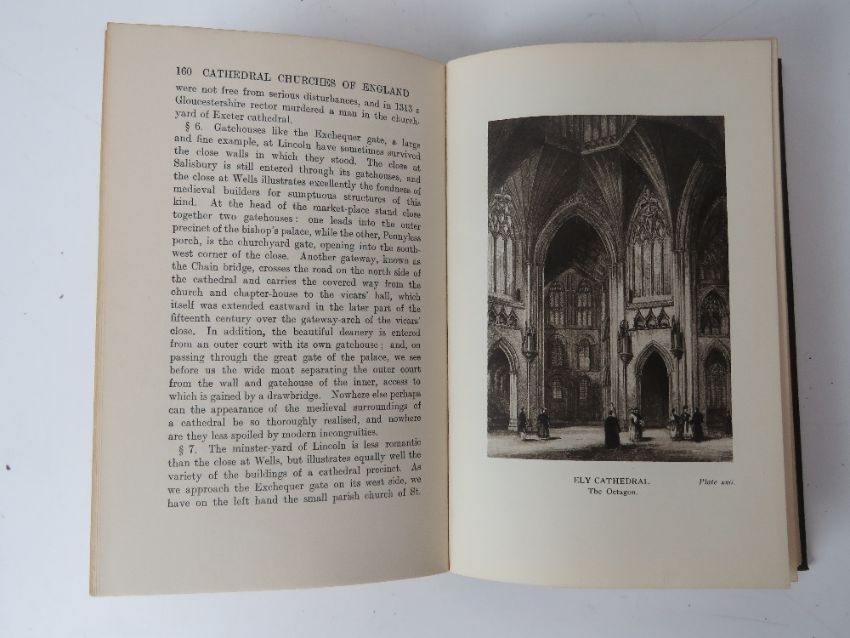 160 CATHEDRAL CHURCHES OF ENGLAND
were not free from serious disturbances, and in 1313 a
Gloucestershire rector murdered a man in the church-
yard of Exeter cathedral.
§ 6. Gatehouses like the Exchequer gate, a large
and fine example, at Lincoln have sometimes survived
the close walls in which they stood. The close at
Salisbury is still entered through its gatehouses, and
the close at Wells illustrates excellently the fondness of
medieval builders for sumptuous structures of this
kind. At the head of the market-place stand close
together two gatehouses: one leads into the outer
precinct of the bishop's palace, while the other, Pennyless
porch, is the churchyard gate, opening into the south-
west corner of the close. Another gateway, known as
the Chain bridge, crosses the road on the north side of
the cathedral and carries the covered way from the
church and chapter-house to the vicars' hall, which
itself was extended eastward in the later part of the
fifteenth century over the gateway-arch of the vicars'
close. In addition, the beautiful deanery is entered
from an outer court with its own gatehouse; and, on
passing through the great gate of the palace, we see
before us the wide moat separating the outer court
from the wall and gatehouse of the inner, access to
which is gained by a drawbridge. Nowhere else perhaps
can the appearance of the medieval surroundings of
a cathedral be so thoroughly realised, and nowhere
are they less spoiled by modern incongruities.
§ 7. The minster-yard of Lincoln is less romantic
than the close at Wells, but illustrates equally well the
variety of the buildings of a cathedral precinct. As
we approach the Exchequer gate on its west side, we
have on the left hand the small parish church of St.
ELY CATHEDRAL.
The Octagon.
Plate